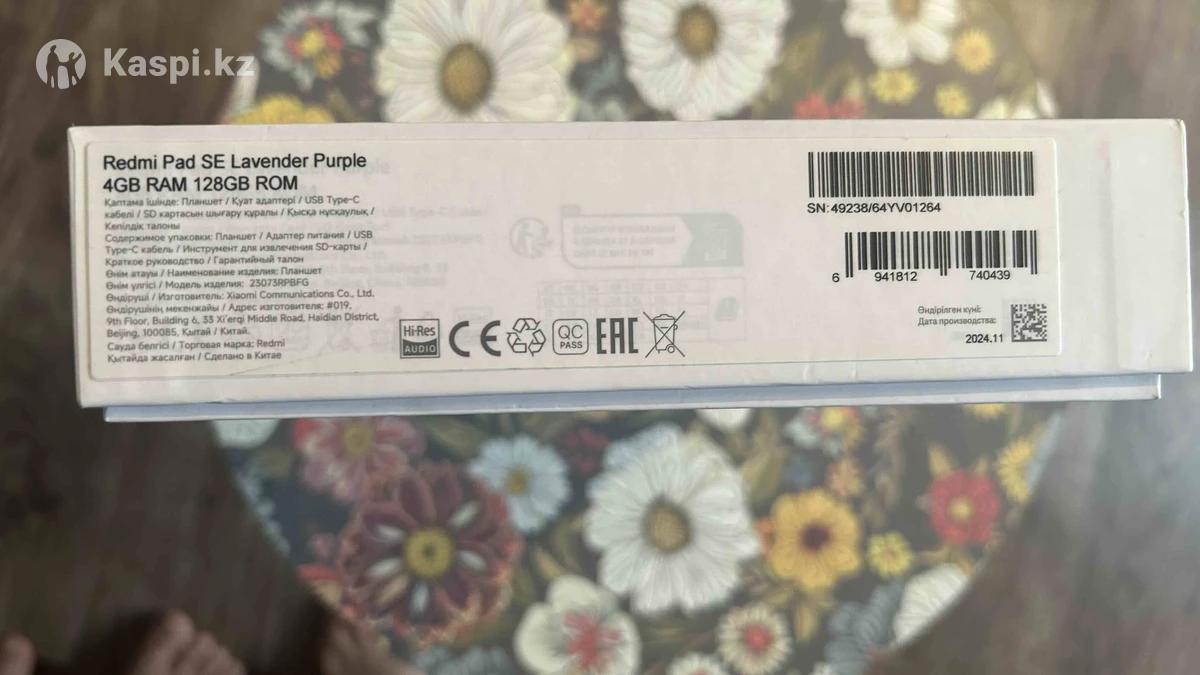 Kaspi.kz
Redmi Pad SE Lavender Purple
4GB RAM 128GB ROM
Қаптама ішінде: Планшет / Қуат адаптері / USB Type-C
кабелі / SD картасын шығару құралы / Қысқа нұсқаулық /
Кепілдік талоны
Содержимое упаковки: Планшет / Адаптер питания / USB
Type-C кабель / Инструмент для извлечения SD-карты /
Краткое руководство / Гарантийный талон
Өнім атауы / Наименование изделия: Планшет
Өнім үлгісі / Модель изделия: 23073RPBFG
Өндіруші / Изготовитель: Xiaomi Communications Co., Ltd.
Өндірушінің мекенжайы / Адрес изготовителя: #019,
9th Floor, Building 6, 33 Xi'erqi Middle Road, Haidian District,
Beijing, 100085, Қытай / Китай.
Сауда белгісі / Торговая марка: Redmi
Қытайда жасалған / Сделано в Китае
Hi-Res
AUDIO
CE
QC
PASS
EAC
SN: 49238/64YV01264
6 941812 740439
Өндірілген күні:
Дата производства:
2024.11